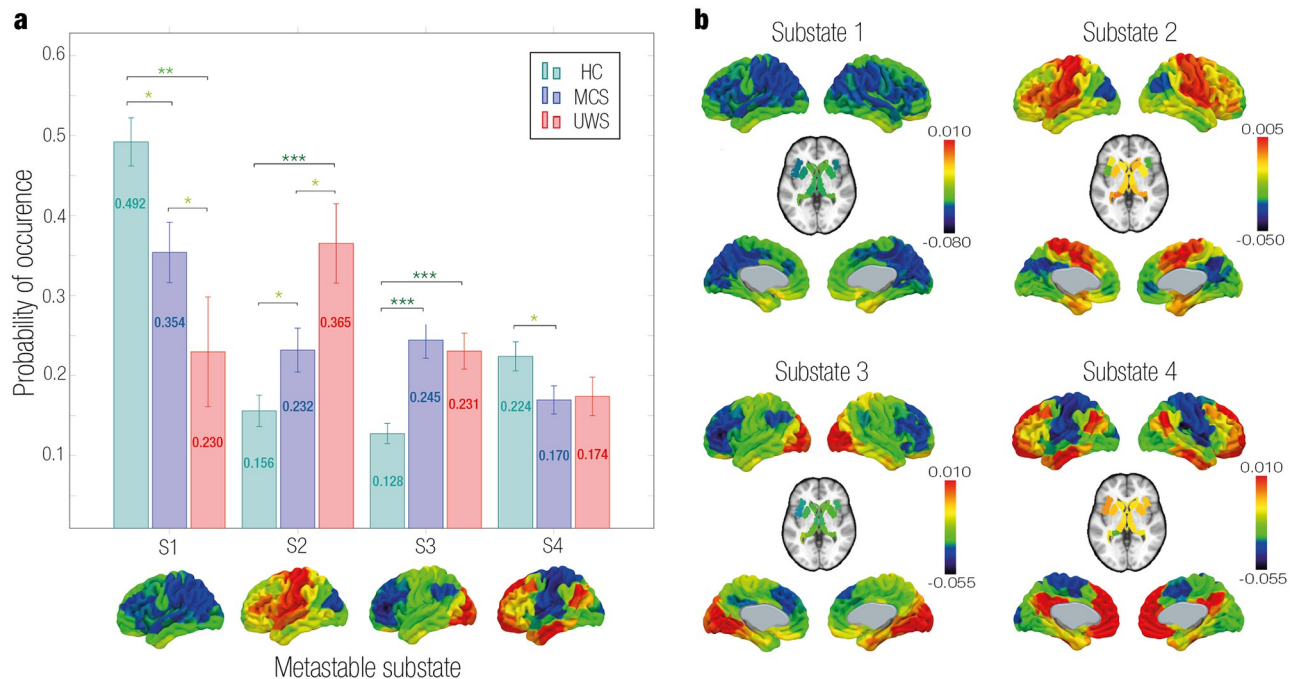 a
b
Probability of occurence
0.6
0.5
0.4
0.3
0.2
0.1
HC
MCS
UWS
**
*
*
***
*
*
***
***
*
0.492
0.354
0.230
0.156
0.232
0.365
0.128
0.245
0.231
0.224
0.170
0.174
S1 S2 S3 S4
Metastable substate
Substate 1
0.010
-0.080
Substate 2
0.005
-0.050
Substate 3
0.010
-0.055
Substate 4
0.010
-0.055